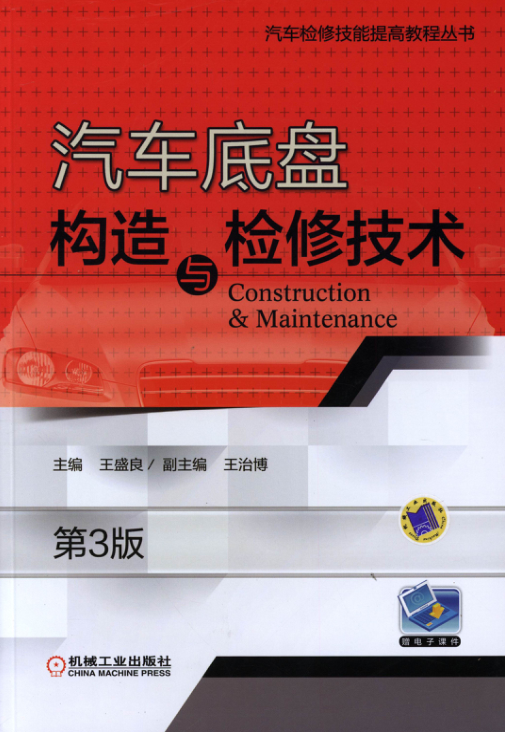 汽车检修技能提高教程丛书
汽车底盘
构造与检修技术
Construction
& Maintenance
主编 王盛良/副主编 王治博
第3版
赠电子课件
机械工业出版社
CHINA MACHINE PRESS